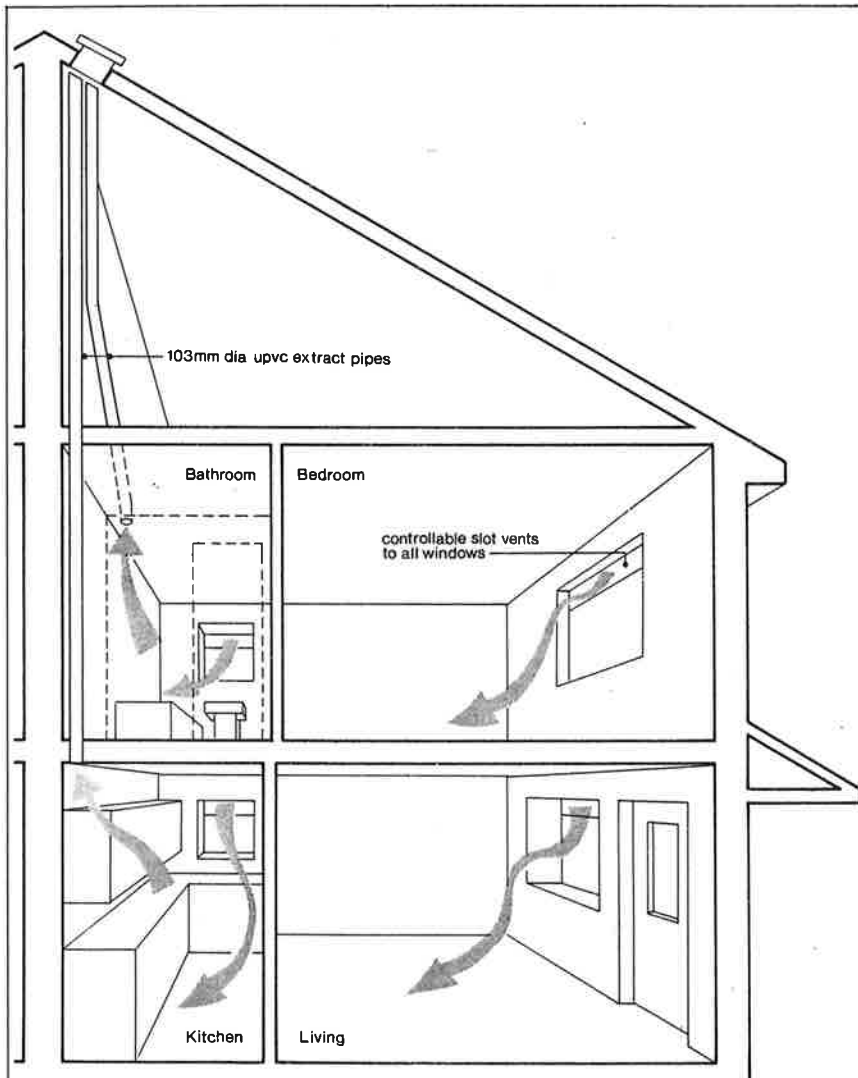 103mm dia upvc extract pipes
Bathroom
Bedroom
controllable slot vents
to all windows
Kitchen
Living